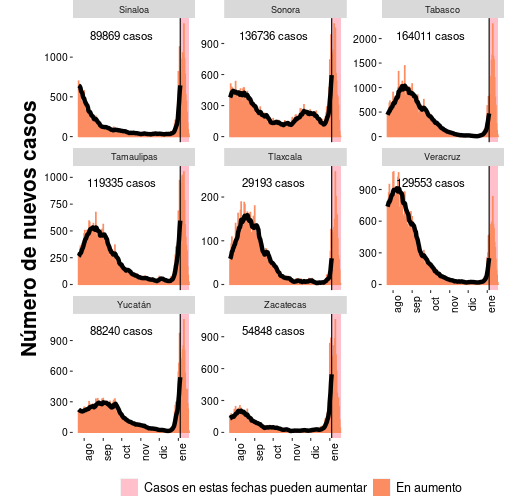 Sinaloa
Sonora
Tabasco
89869 casos
136736 casos
164011 casos
1000
500
0
900
600
300
0
2000
1500
1000
500
0
Tamaulipas
Tlaxcala
Veracruz
119335 casos
29193 casos
129553 casos
1000
750
500
250
0
200
100
0
900
600
300
0
Yucatán
Zacatecas
88240 casos
54848 casos
900
600
300
0
900
600
300
0
ago sep oct nov dic ene
ago sep oct nov dic ene
ago sep oct nov dic ene
Número de nuevos casos
Casos en estas fechas pueden aumentar
En aumento